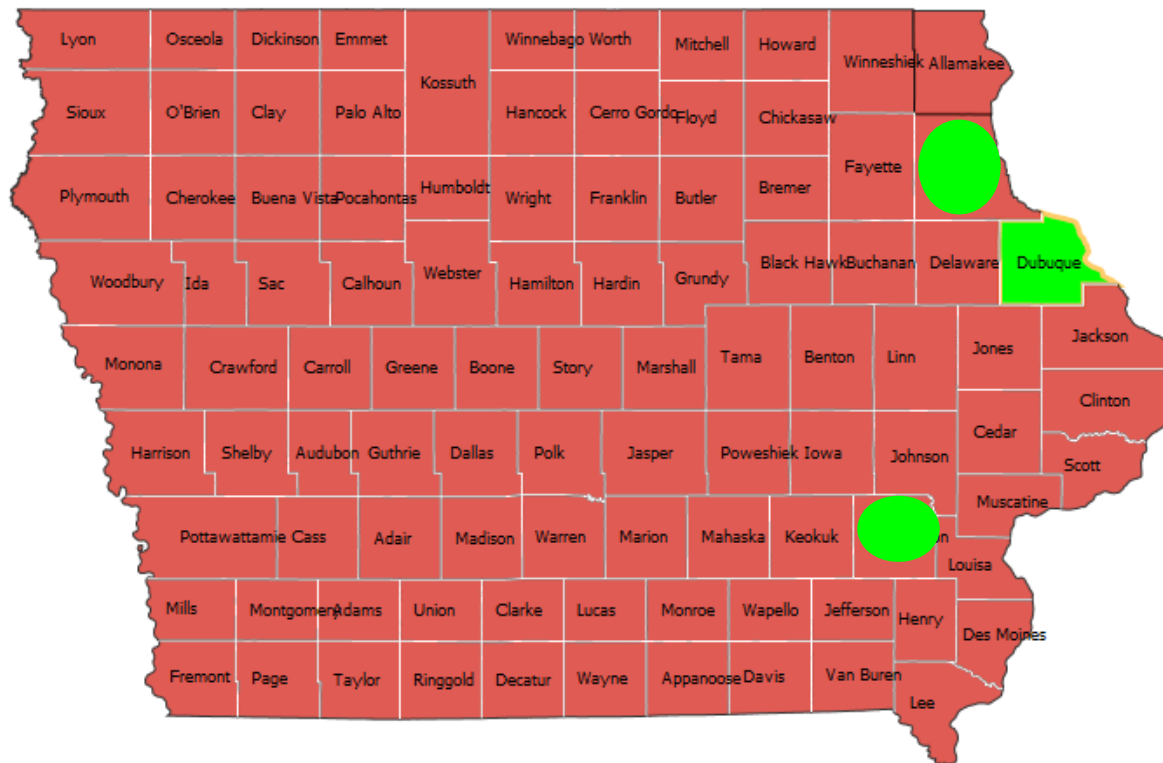 Lyon Osceola Dickinson Emmet Winnebago Worth Mitchell Howard
Winneshiek Allamakee
Kossuth
Sioux O'Brien Clay Palo Alto Hancock Cerro Gordo Floyd Chickasaw
Fayette
Plymouth Cherokee Buena Vista Pocahontas Humboldt Wright Franklin Butler Bremer
Woodbury Ida Sac Calhoun Webster Hamilton Hardin Grundy Black Hawk Buchanan Delaware Dubuque
Monona Crawford Carroll Greene Boone Story Marshall Tama Benton Linn Jones Jackson
Clinton
Harrison Shelby Audubon Guthrie Dallas Polk Jasper Poweshiek Iowa Johnson Cedar Scott
Muscatine
Pottawattamie Cass Adair Madison Warren Marion Mahaska Keokuk
Louisa
Mills Montgomery Adams Union Clarke Lucas Monroe Wapello Jefferson Henry
Des Moines
Fremont Page Taylor Ringgold Decatur Wayne Appanoose Davis Van Buren Lee